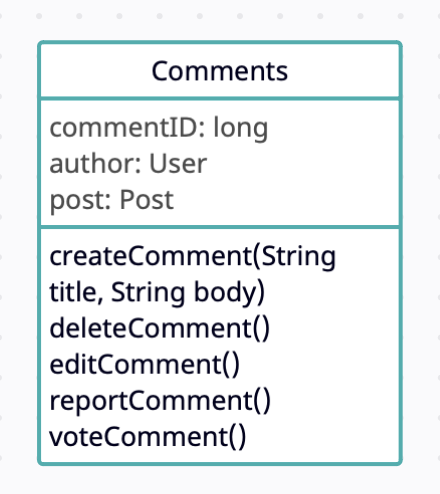 Comments
commentID: long
author: User
post: Post
createComment(String
title, String body)
deleteComment()
editComment()
reportComment()
voteComment()